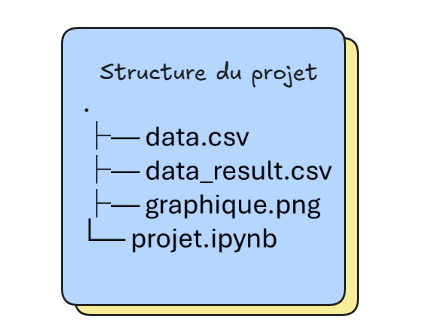 Structure du projet
.
├── data.csv
├── data_result.csv
├── graphique.png
└── projet.ipynb